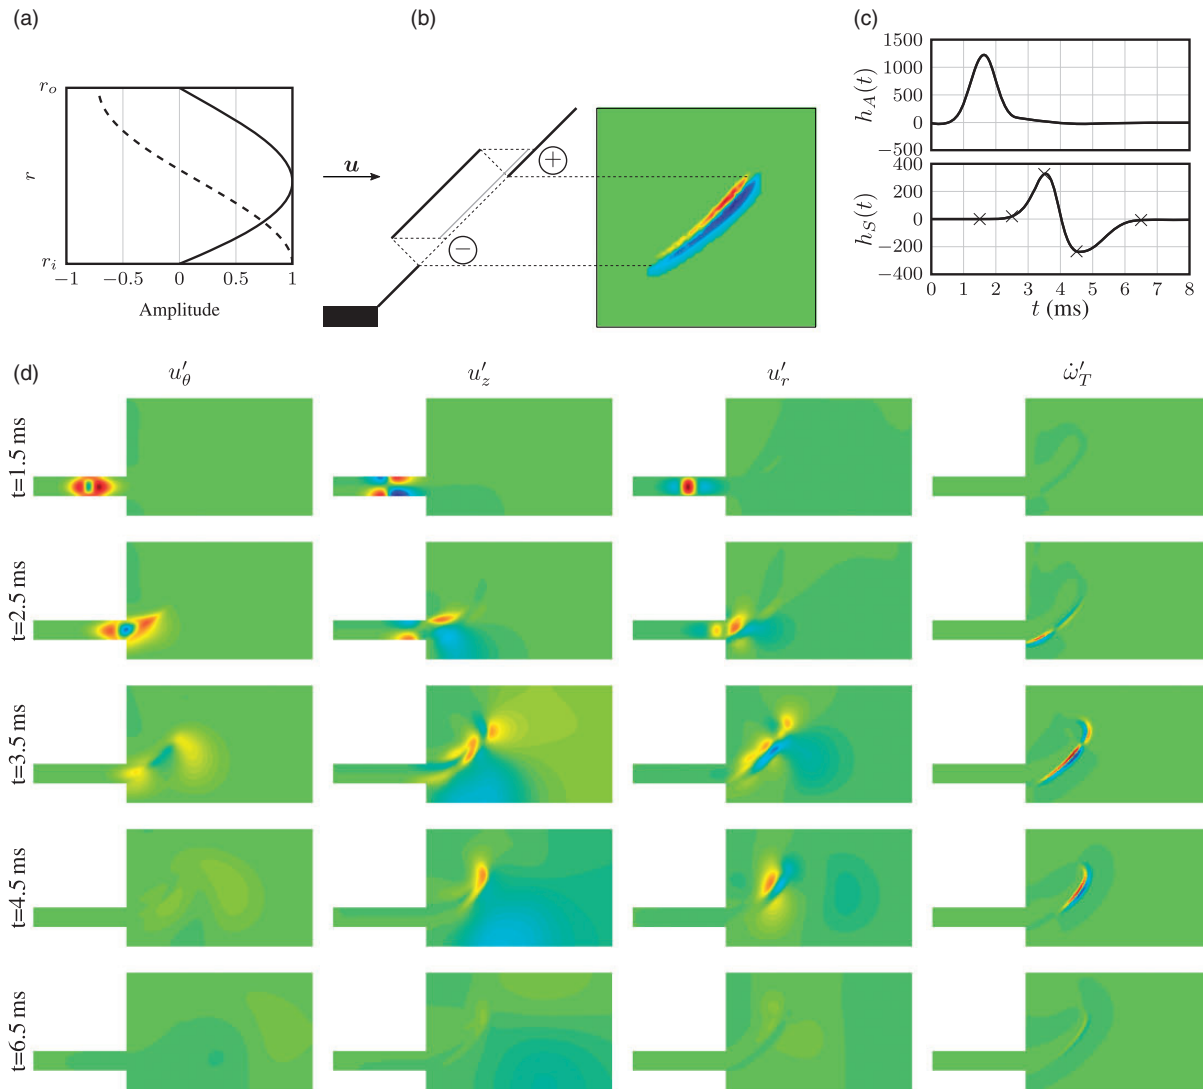 (a)
(b)
(c)
r_o
r
r_i
−1 −0.5 0 0.5 1
Amplitude
u
+
−
1500
1000
500
0
−500
h_A(t)
400
200
0
−200
−400
h_S(t)
0 1 2 3 4 5 6 7 8
t (ms)
(d)
u′_θ u′_z u′_r ω̇′_T
t=1.5 ms
t=2.5 ms
t=3.5 ms
t=4.5 ms
t=6.5 ms